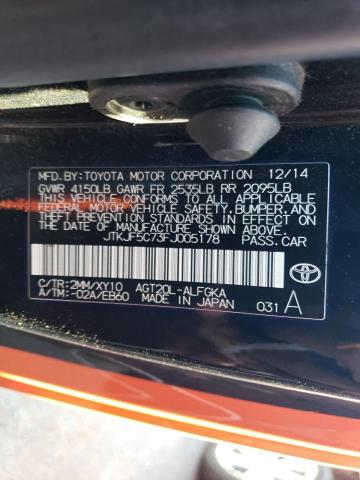 MFD. BY: TOYOTA MOTOR CORPORATION 12/14
GVWR 4150LB GAWR FR 2535LB RR 2095LB
THIS VEHICLE CONFORMS TO ALL APPLICABLE
FEDERAL MOTOR VEHICLE SAFETY, BUMPER, AND
THEFT PREVENTION STANDARDS IN EFFECT ON THE
DATE OF MANUFACTURE SHOWN ABOVE.
JTKJF5C73FJ005178 PASS.CAR
C/TR: 2MM/XY10 AGT20L-ALFGKA
A/TM: -02A/EB60 MADE IN JAPAN 031 A
TOYOTA